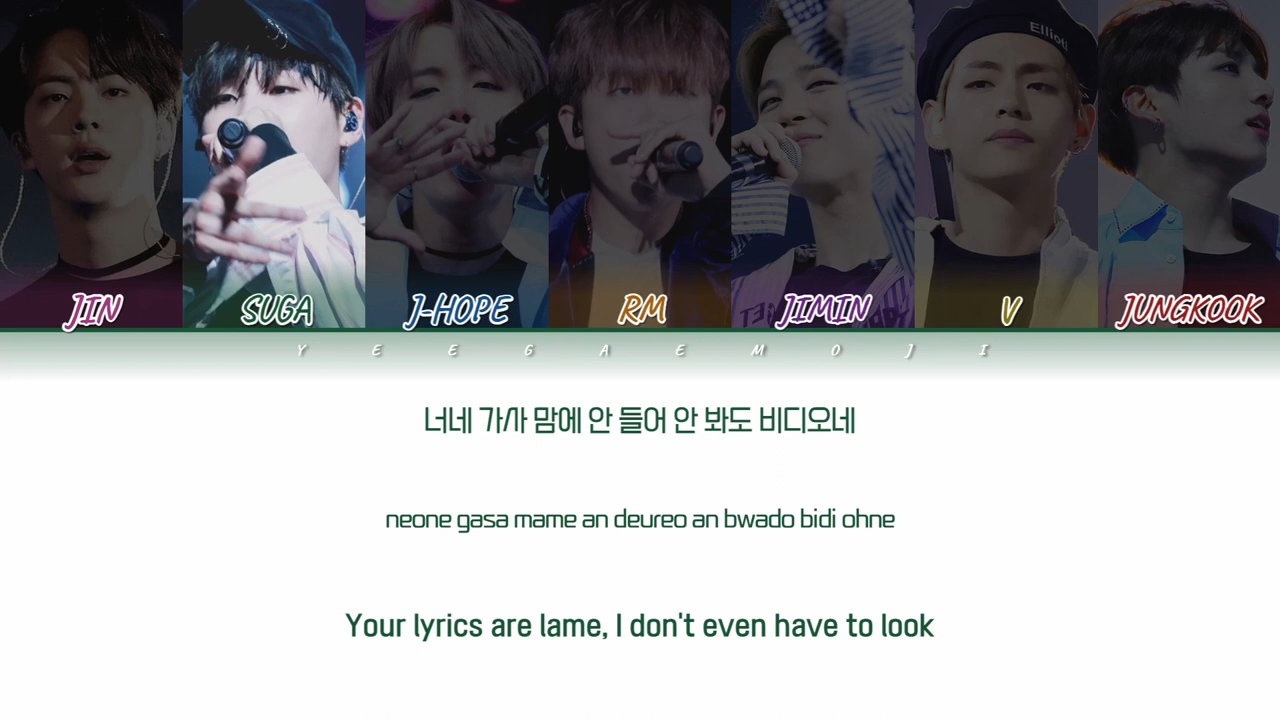 Elliott
JIN SUGA J-HOPE RM JIMIN V JUNGKOOK
Y E E G A E M O J I
너네 가사 맘에 안 들어 안 봐도 비디오네
neone gasa mame an deureo an bwado bidi ohne
Your lyrics are lame, I don't even have to look